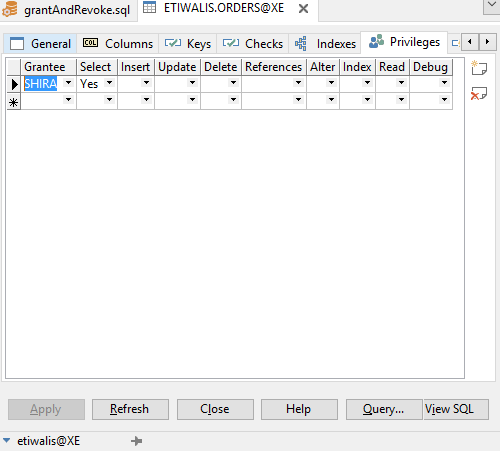 grantAndRevoke.sql ETIWALIS.ORDERS@XE
General COL Columns Keys Checks Indexes Privileges
Grantee Select Insert Update Delete References Alter Index Read Debug
SHIRA Yes
Apply Refresh Close Help Query... View SQL
etiwalis@XE